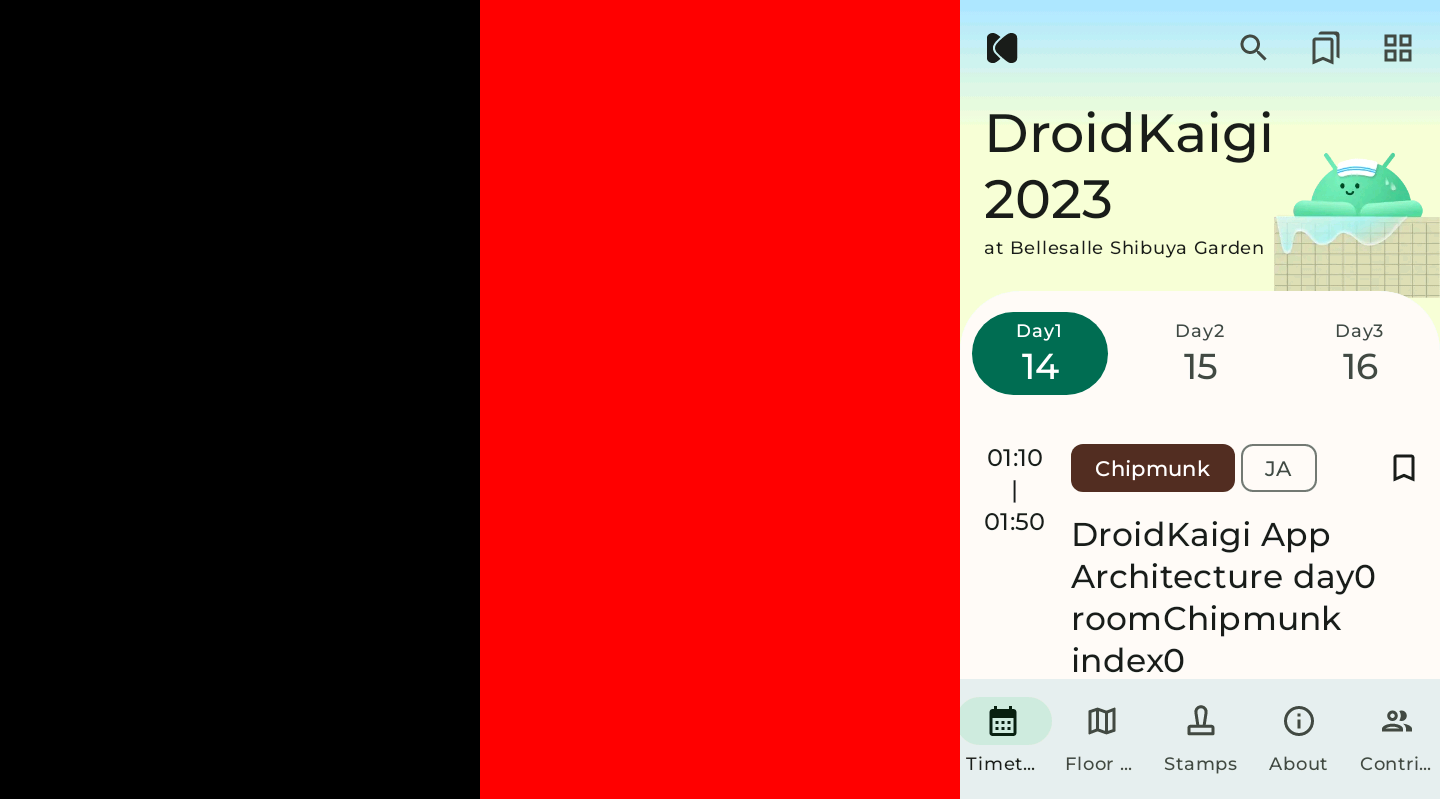 DroidKaigi
2023
at Bellesalle Shibuya Garden
Day1
14
Day2
15
Day3
16
01:10
|
01:50
Chipmunk
JA
DroidKaigi App
Architecture day0
roomChipmunk
index0
Timet…
Floor …
Stamps
About
Contri…